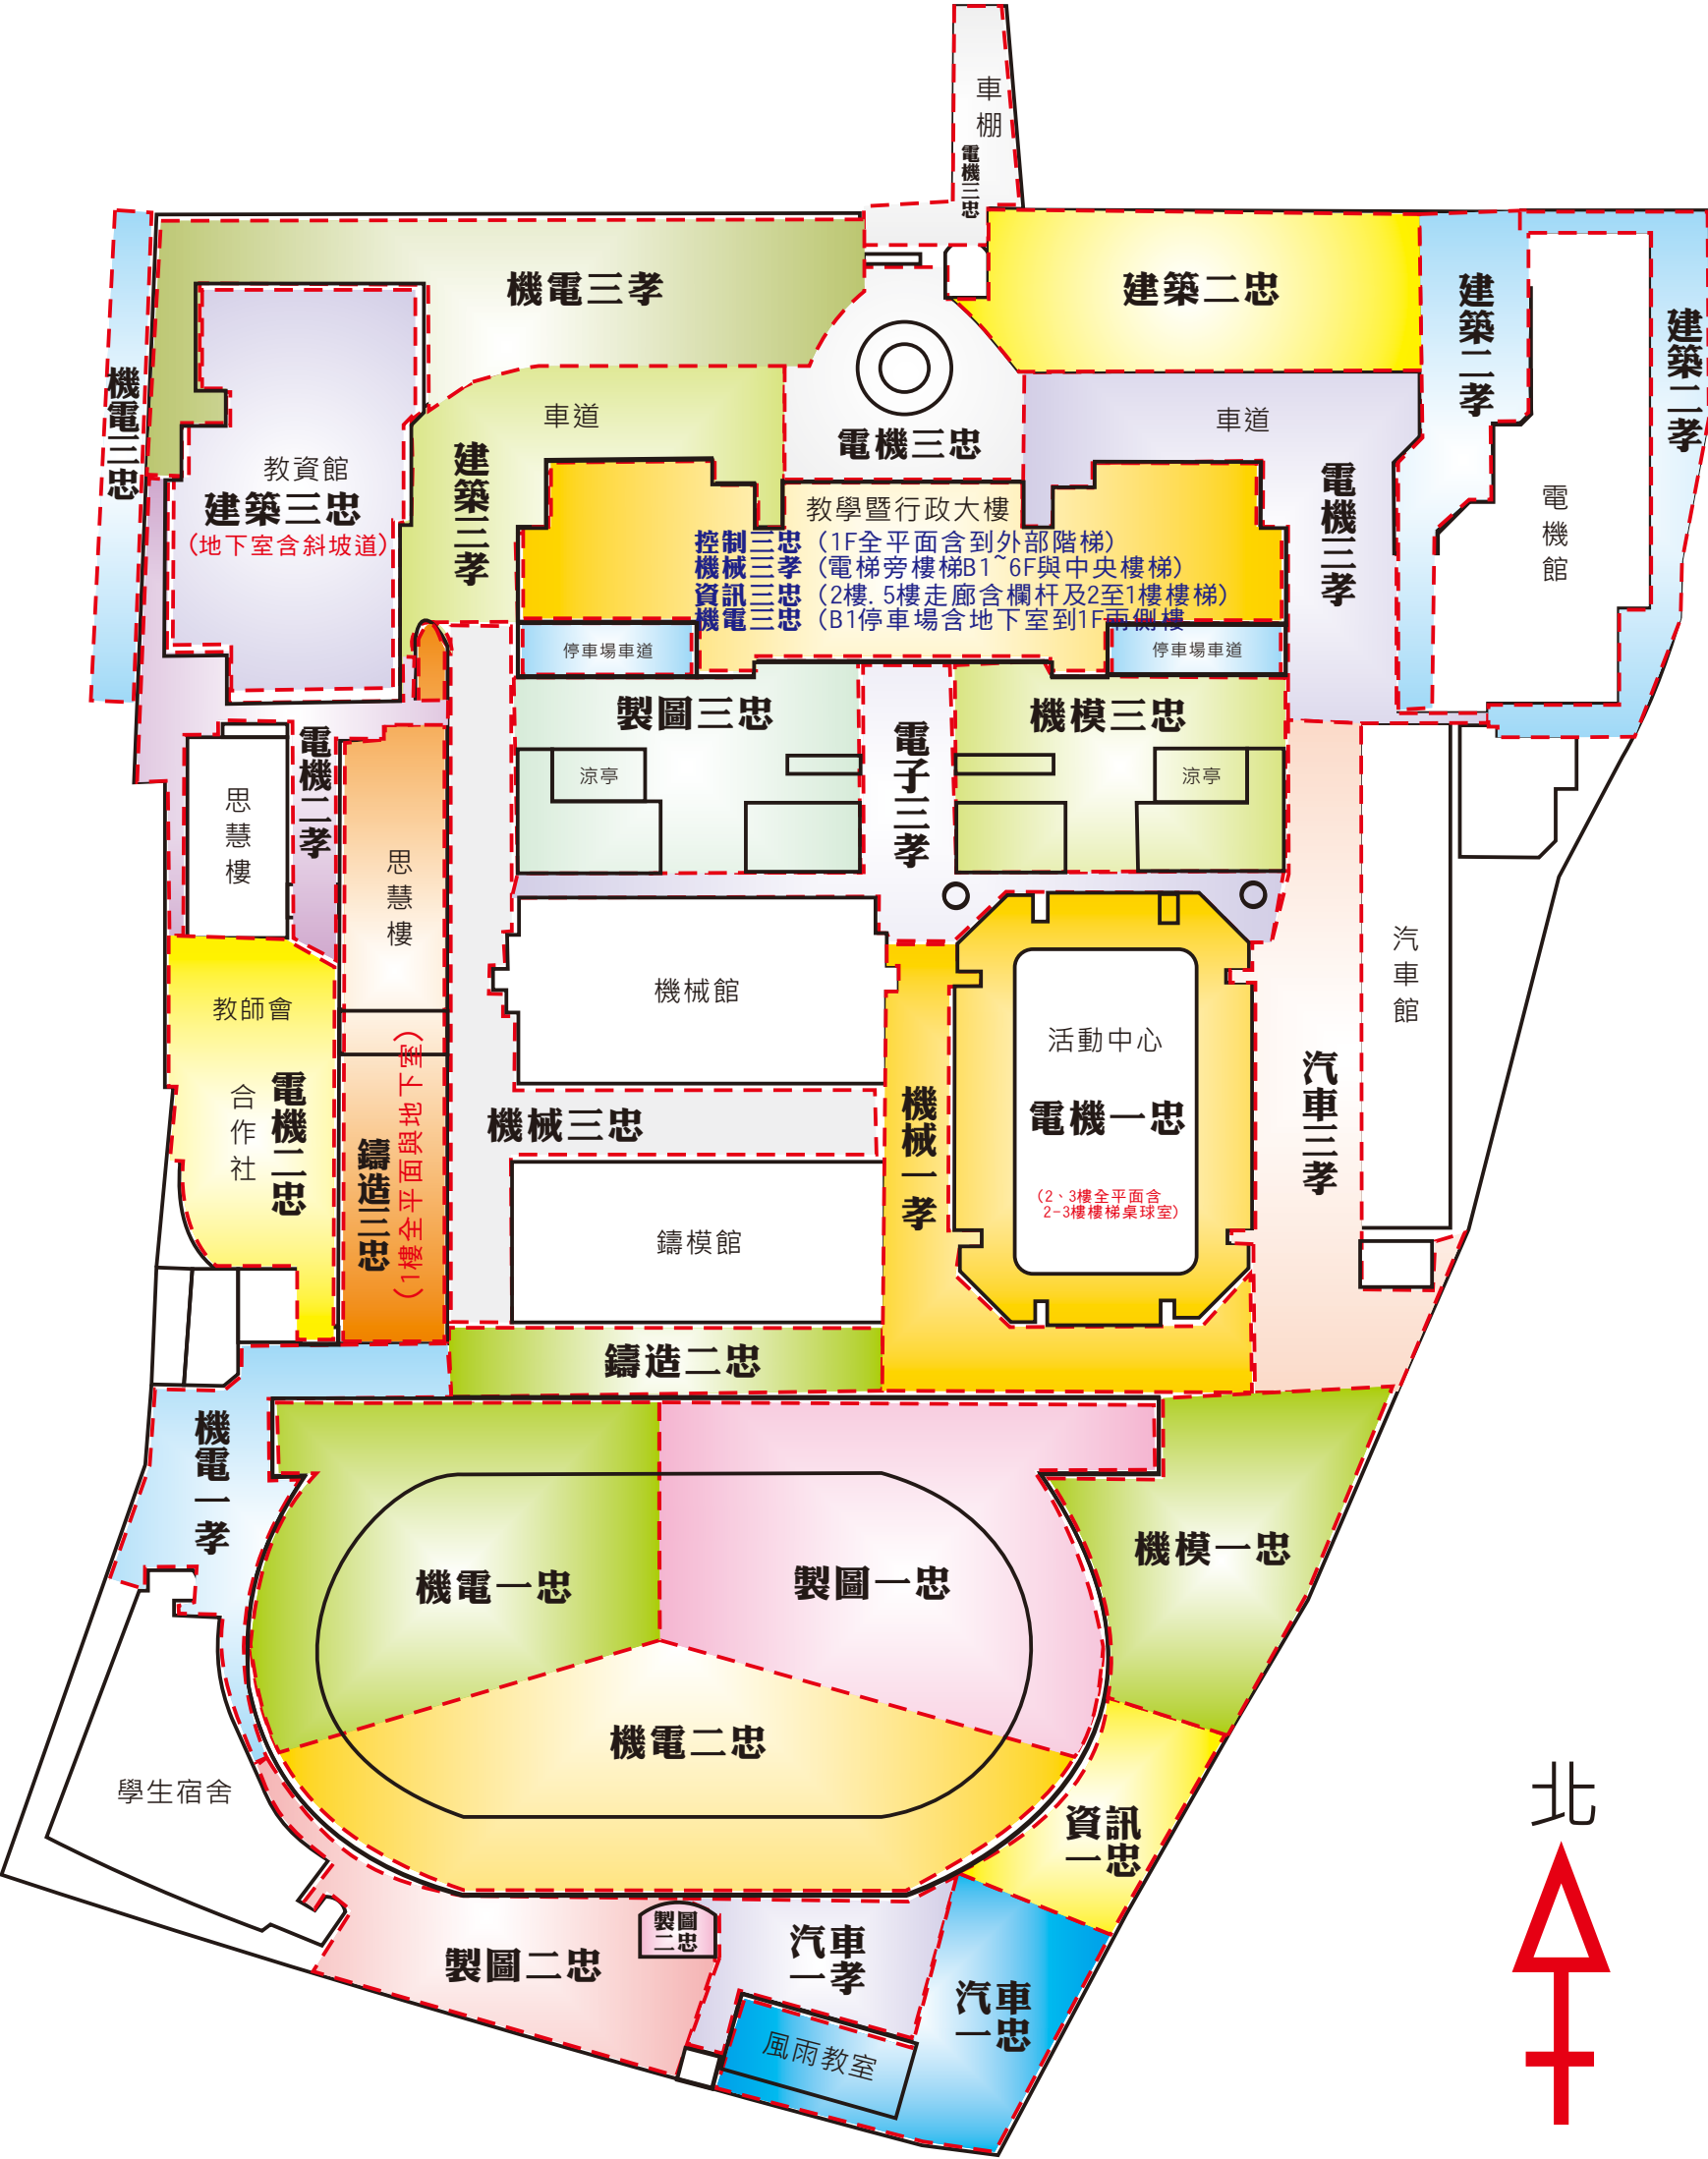 車棚
電機三忠
機電三孝
建築二忠
建築二孝
建築二孝
機電三忠
車道
車道
電機三忠
建築三孝
電機三孝
教資館
建築三忠
(地下室含斜坡道)
電機館
教學暨行政大樓
控制三忠（1F全平面含到外部階梯）
機械三孝（電梯旁樓梯B1~6F與中央樓梯）
資訊三忠（2樓.5樓走廊含欄杆及2至1樓樓梯）
機電三忠（B1停車場含地下室到1F兩側樓
停車場車道
停車場車道
製圖三忠
機模三忠
電子三孝
電機二孝
涼亭
涼亭
思慧樓
思慧樓
汽車館
機械館
教師會
活動中心
電機一忠
(2、3樓全平面含
2-3樓樓梯桌球室)
合作社
電機二忠
鑄造三忠
(1樓全平面與地下室)
機械三忠
機械一孝
汽車三孝
鑄模館
鑄造二忠
機電一孝
機電一忠
製圖一忠
機模一忠
機電二忠
學生宿舍
資訊
一忠
北
製圖
二忠
製圖二忠
汽車
一孝
汽車
一忠
風雨教室